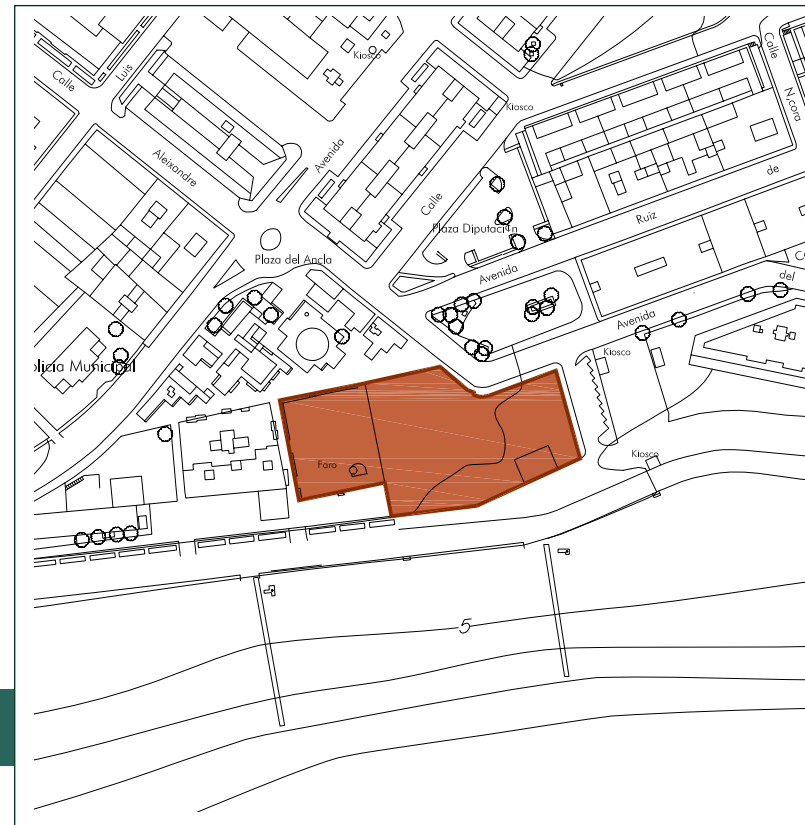 Calle
Luis
Aleixandre
Kiosco
Avenida
Calle
Kiosco
Calle
N cora
de
Ruiz
Plaza Diputaci n
Avenida
Plaza del Ancla
Avenida
del
Kiosco
olicia Municipal
Faro
Kiosco
5